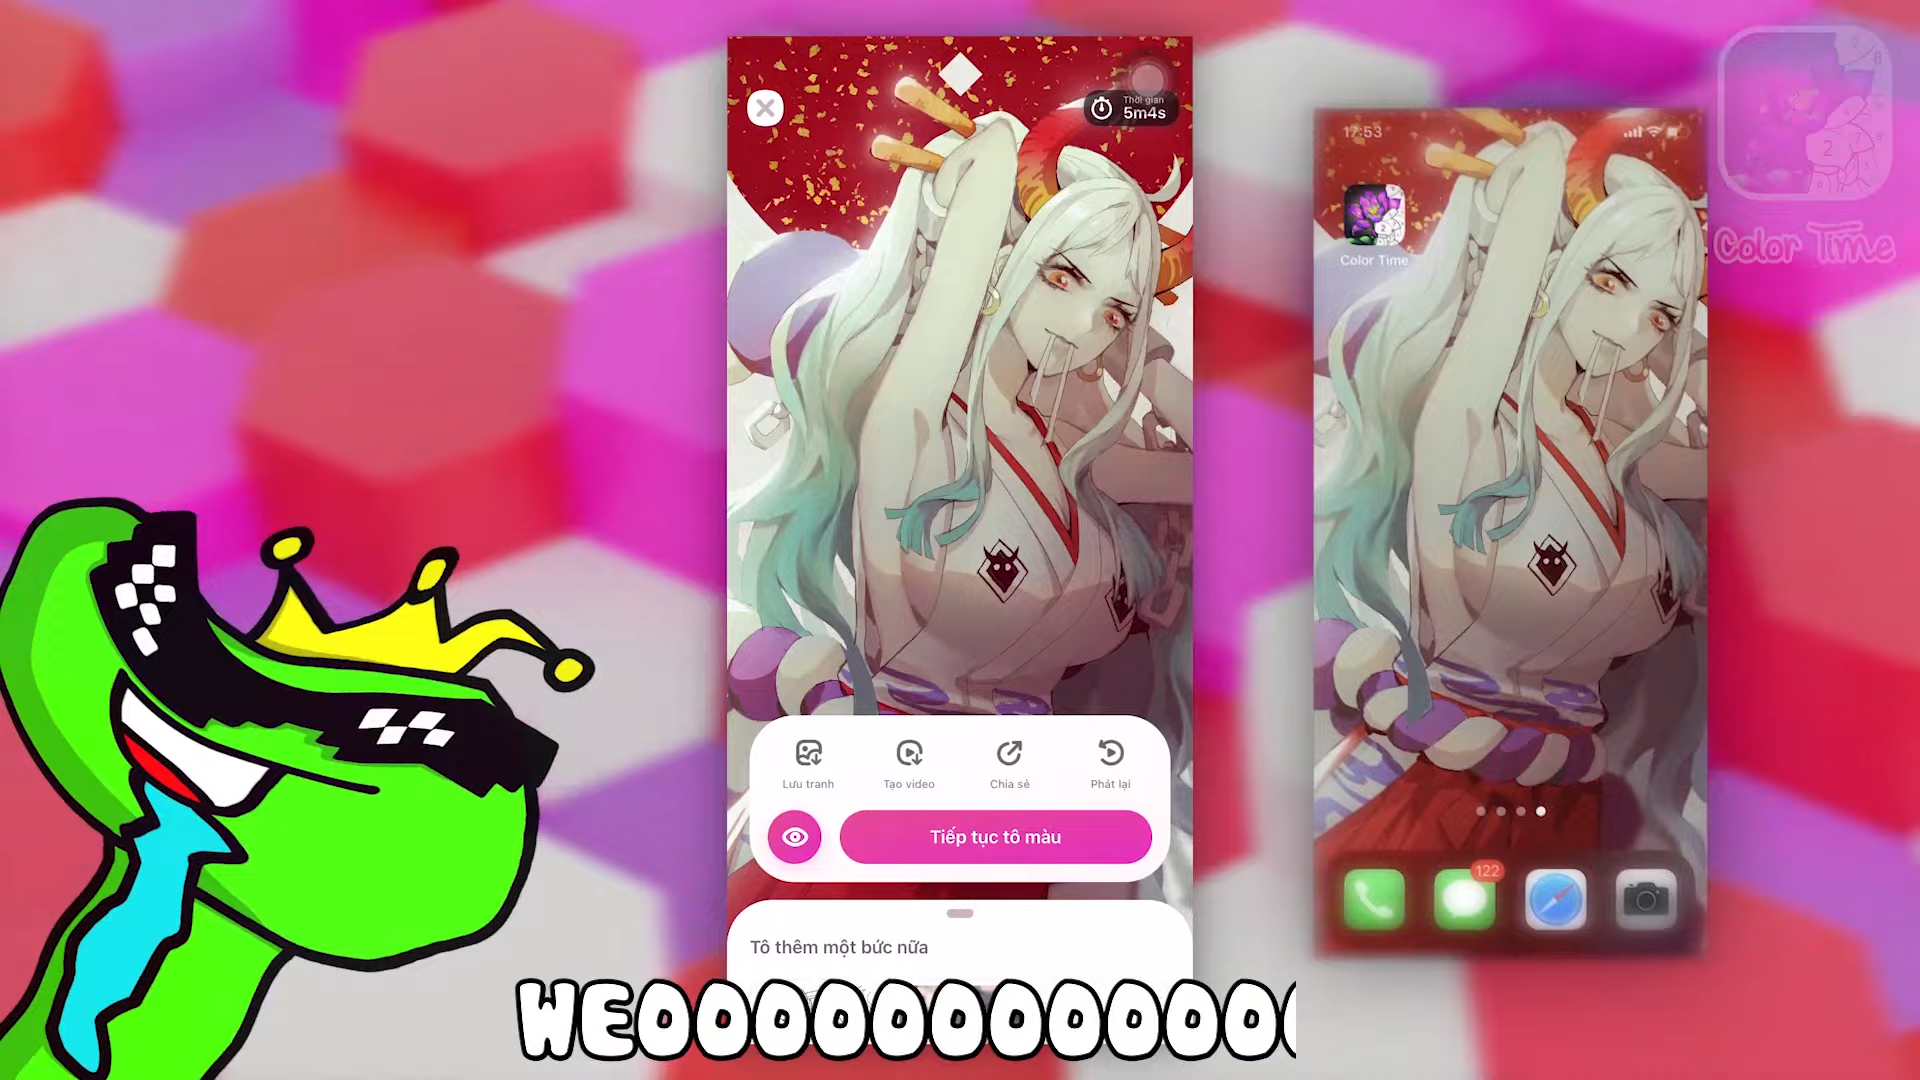 Thời gian
5m4s
Lưu tranh
Tạo video
Chia sẻ
Phát lại
Tiếp tục tô màu
Tô thêm một bức nữa
WEOOOOOOOOOOOO
17:53
Color Time
122
2
Color Time